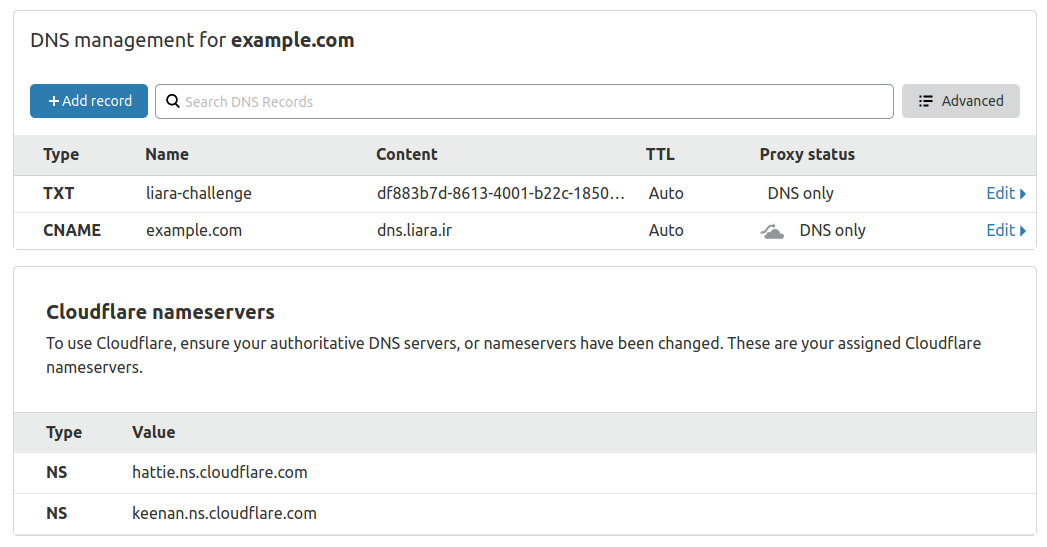 DNS management for example.com
+ Add record Search DNS Records Advanced
Type Name Content TTL Proxy status
TXT liara-challenge df883b7d-8613-4001-b22c-1850... Auto DNS only Edit
CNAME example.com dns.liara.ir Auto DNS only Edit
Cloudflare nameservers
To use Cloudflare, ensure your authoritative DNS servers, or nameservers have been changed. These are your assigned Cloudflare
nameservers.
Type Value
NS hattie.ns.cloudflare.com
NS keenan.ns.cloudflare.com